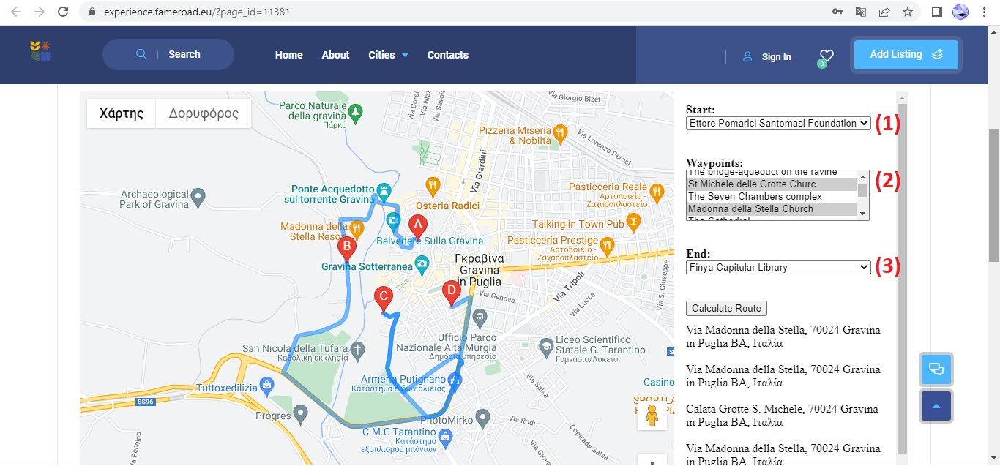 experience.fameroad.eu/?page_id=11381
Search
Home
About
Cities
Contacts
0
Sign In
Add Listing
Χάρτης
Δορυφόρος
Parco Naturale
della gravina
Πάρκο
Via Giorgio Bizet
Via Corsi
Via Savoia
Pizzeria Miseria
& Nobiltà
Via Lorenzo Perosi
Via Giardini
Ponte Acquedotto
sul torrente Gravina
Archaeological
Park of Gravina
Osteria Radici
Pasticceria Reale
Αρτοποιείο -
Ζαχαροπλαστείο
Madonna della
Stella Resort
A
Talking in Town Pub
Belvedere Sulla Gravina
Pasticceria Prestige
Αρτοποιείο -
Ζαχαροπλαστείο
B
Γκραβίνα
Gravina
in Puglia
Gravina Sotterranea
Via Tripoli
Via S. Giuseppe
C
D
Via Genova
Via Lucca
Ufficio Parco
Nazionale Alta Murgia
Δημόσια υπηρεσία
Liceo Scientifico
Statale G. Tarantino
Γυμνάσιο/Λύκειο
San Nicola della Tufara
Καθολική εκκλησία
Armeria Putignano
Κατάστημα ειδών αλιείας
Tuttoxedilizia
SS96
Via Salsa
Casino
SPORTLA
Progres
PhotoMirko
Via Rodi
C.M.C Tarantino
Κατάστημα
εξοπλισμού μπάνιων
Contrada Salsa
Via Pennino
Start:
Ettore Pomarici Santomasi Foundation
(1)
Waypoints:
The bridge-aqueduct on the ravine
St Michele delle Grotte Churc
The Seven Chambers complex
Madonna della Stella Church
The Cathedral
(2)
End:
Finya Capitular Library
(3)
Calculate Route
Via Madonna della Stella, 70024 Gravina
in Puglia BA, Ιταλία
Via Madonna della Stella, 70024 Gravina
in Puglia BA, Ιταλία
Calata Grotte S. Michele, 70024 Gravina
in Puglia BA, Ιταλία
Via Madonna della Stella, 70024 Gravina
in Puglia BA, Ιταλία